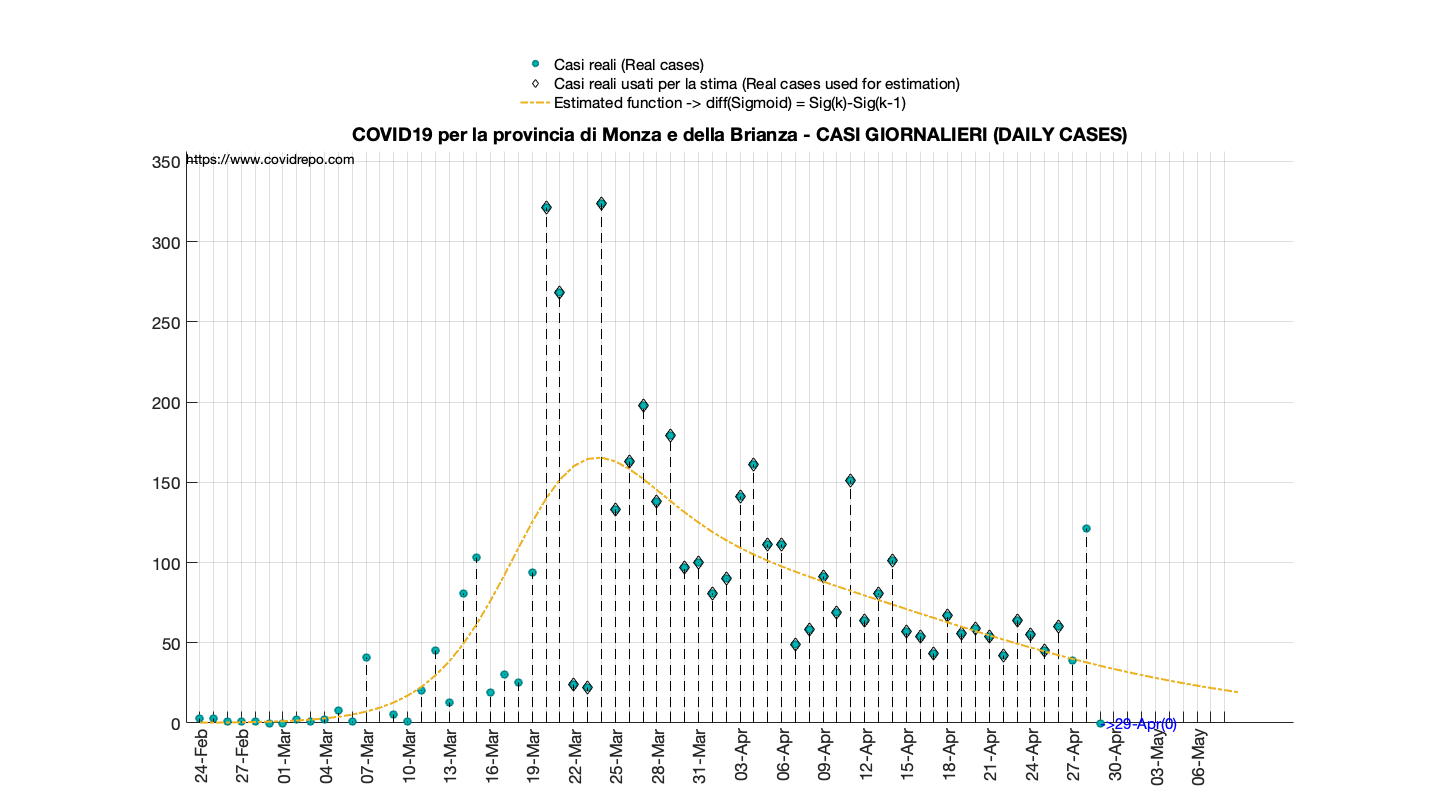 Casi reali (Real cases)
Casi reali usati per la stima (Real cases used for estimation)
Estimated function -> diff(Sigmoid) = Sig(k)-Sig(k-1)
COVID19 per la provincia di Monza e della Brianza - CASI GIORNALIERI (DAILY CASES)
https://www.covidrepo.com
350
300
250
200
150
100
50
0
->29-Apr(0)
24-Feb
27-Feb
01-Mar
04-Mar
07-Mar
10-Mar
13-Mar
16-Mar
19-Mar
22-Mar
25-Mar
28-Mar
31-Mar
03-Apr
06-Apr
09-Apr
12-Apr
15-Apr
18-Apr
21-Apr
24-Apr
27-Apr
30-Apr
03-May
06-May